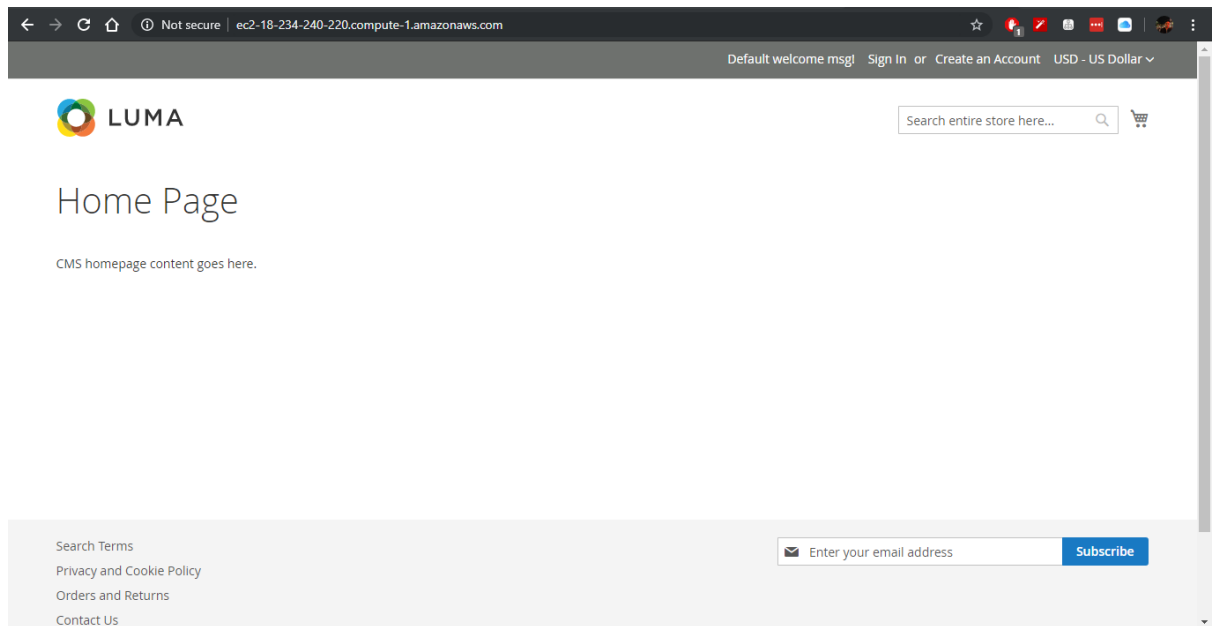 Not secure | ec2-18-234-240-220.compute-1.amazonaws.com
1
Default welcome msg! Sign In or Create an Account USD - US Dollar
LUMA
Search entire store here...
Home Page
CMS homepage content goes here.
Search Terms
Enter your email address Subscribe
Privacy and Cookie Policy
Orders and Returns
Contact Us